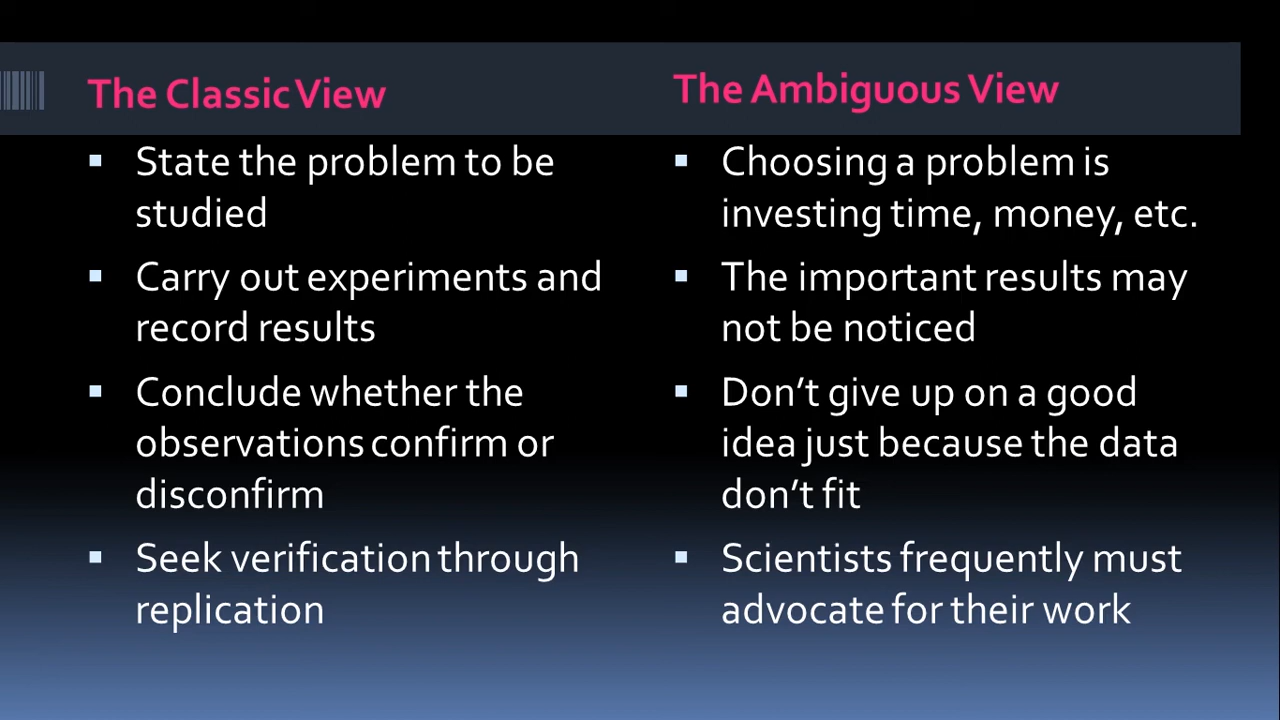 The Classic View
State the problem to be
studied
Carry out experiments and
record results
Conclude whether the
observations confirm or
disconfirm
Seek verification through
replication
The Ambiguous View
Choosing a problem is
investing time, money, etc.
The important results may
not be noticed
Don’t give up on a good
idea just because the data
don’t fit
Scientists frequently must
advocate for their work